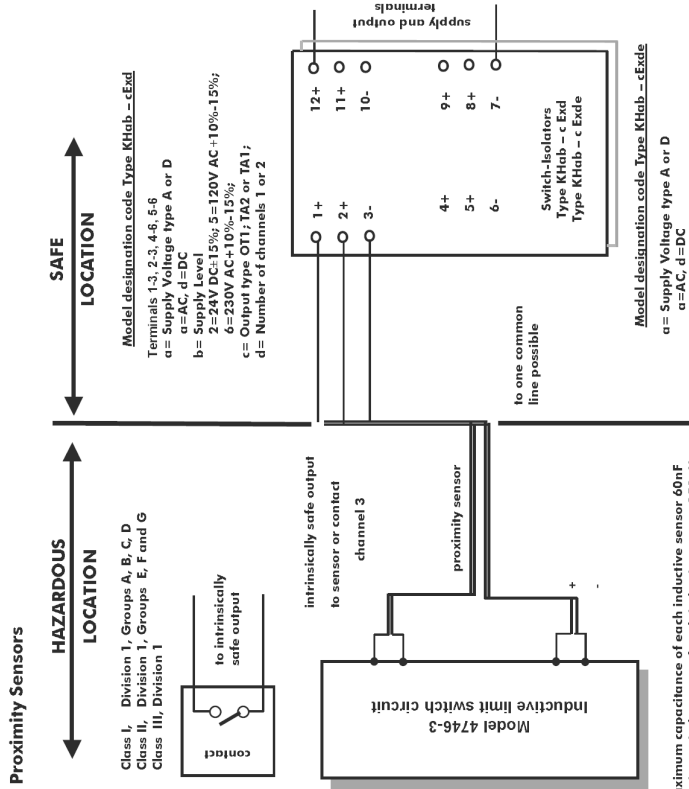 Proximity Sensors
HAZARDOUS
LOCATION
SAFE
LOCATION
Class I, Division 1, Groups A, B, C, D
Class II, Division 1, Groups E, F and G
Class III, Division 1
Model designation code Type KHab – cExd
Terminals 1-3, 2-3, 4-6, 5-6
a= Supply Voltage type A or D
a=AC, d=DC
b= Supply Level
2=24V DC±15%; 5=120V AC +10%-15%;
6=230V AC+10%-15%;
c= Output type OT1; TA2 or TA1;
d= Number of channels 1 or 2
contact
to intrinsically
safe output
intrinsically safe output
to sensor or contact
channel 3
1+
2+
3-
4+
5+
6-
12+
11+
10-
9+
8+
7-
supply and output
terminals
Switch-Isolators
Type KHab – c Exd
Type KHab – c Exde
proximity sensor
to one common
line possible
Model 4746-3
Inductive limit switch circuit
+
-
Model designation code Type KHab – cExde
a= Supply Voltage type A or D
a=AC, d=DC
capacitance of each inductive sensor 60nF